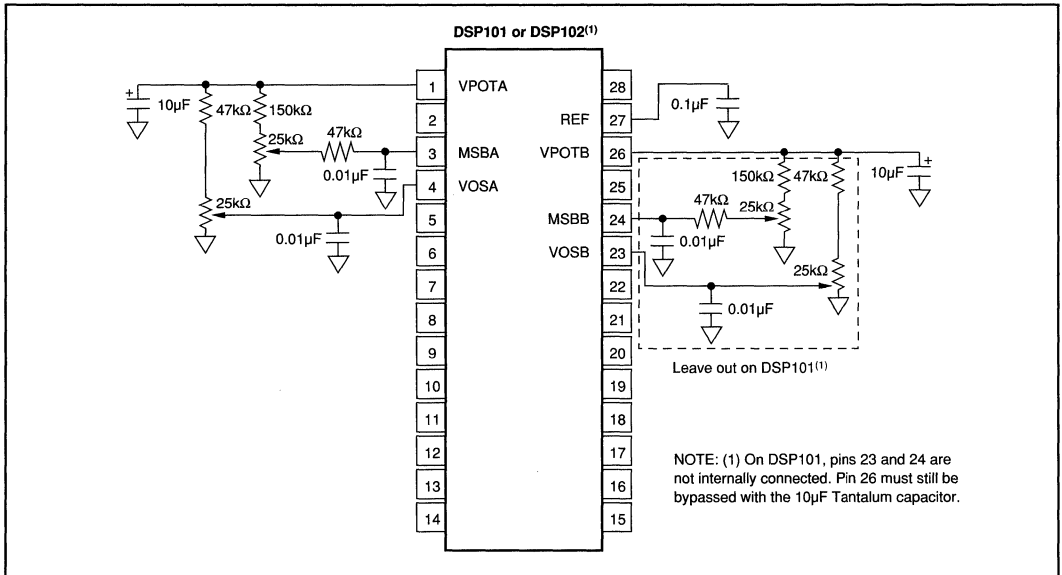 DSP101 or DSP102(1)
1 VPOTA
2
3 MSBA
4 VOSA
5
6
7
8
9
10
11
12
13
14
28
REF 27
VPOTB 26
25
MSBB 24
VOSB 23
22
21
20
19
18
17
16
15
+
10µF
47kΩ
150kΩ
25kΩ
47kΩ
0.01µF
25kΩ
0.01µF
0.1µF
150kΩ
47kΩ
+
10µF
47kΩ
25kΩ
0.01µF
25kΩ
0.01µF
Leave out on DSP101(1)
NOTE: (1) On DSP101, pins 23 and 24 are
not internally connected. Pin 26 must still be
bypassed with the 10µF Tantalum capacitor.